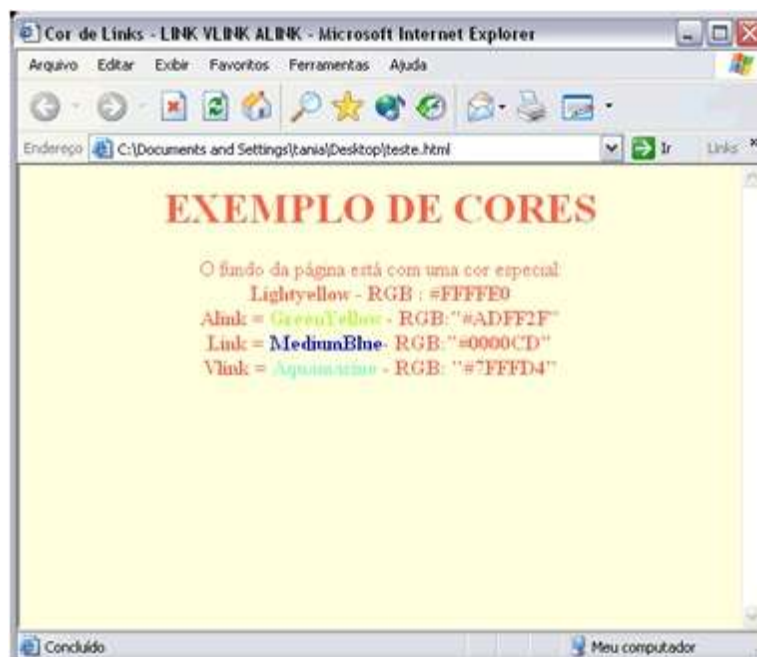 Cor de Links - LINK VLINK ALINK - Microsoft Internet Explorer
Arquivo Editar Exibir Favoritos Ferramentas Ajuda
Endereço C:\Documents and Settings\tania\Desktop\teste.html Ir Links »
EXEMPLO DE CORES
O fundo da página está com uma cor especial:
Lightyellow - RGB : #FFFFE0
Alink = GreenYellow - RGB:"#ADFF2F"
Link = MediumBlue- RGB:"#0000CD"
Vlink = Aquamarine - RGB: "#7FFFD4"
Concluído Meu computador